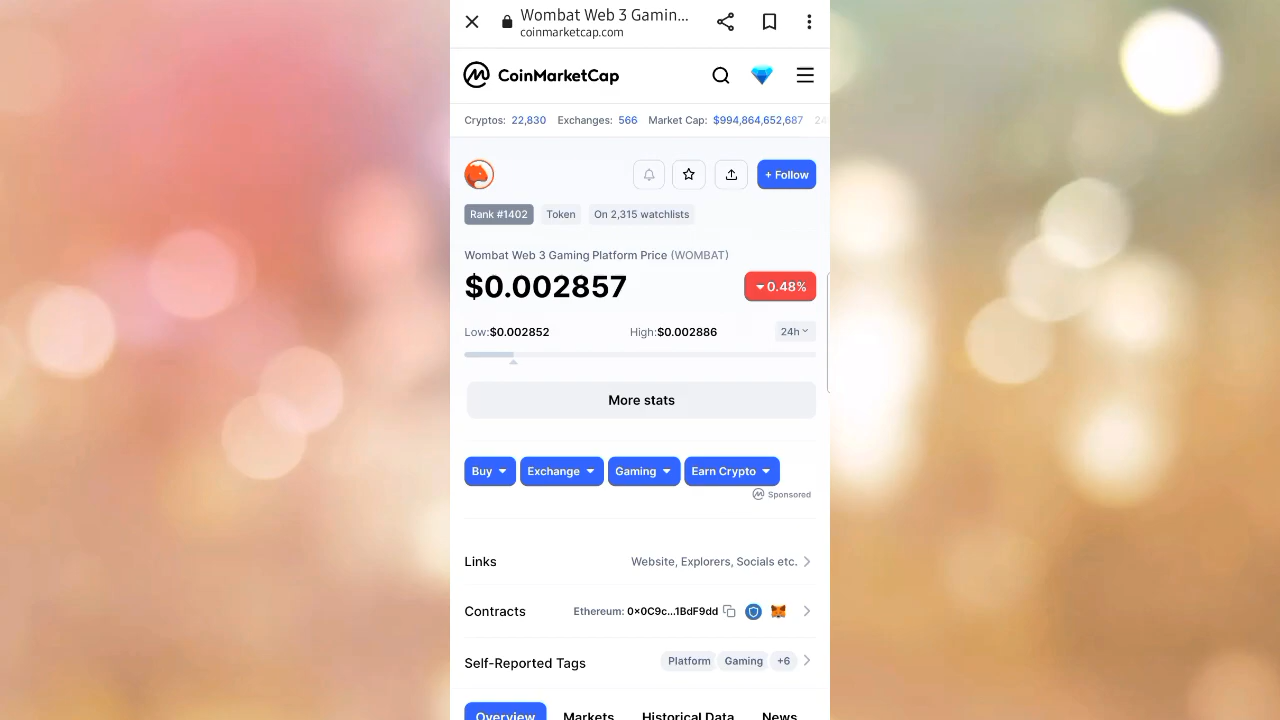 Wombat Web 3 Gamin...
coinmarketcap.com
CoinMarketCap
Cryptos: 22,830 Exchanges: 566 Market Cap: $994,864,652,687 24
+ Follow
Rank #1402 Token On 2,315 watchlists
Wombat Web 3 Gaming Platform Price (WOMBAT)
$0.002857 0.48%
Low:$0.002852 High:$0.002886 24h
More stats
Buy Exchange Gaming Earn Crypto
Sponsored
Links Website, Explorers, Socials etc.
Contracts Ethereum: 0x0C9c...1BdF9dd
Self-Reported Tags Platform Gaming +6
Overview Markets Historical Data News